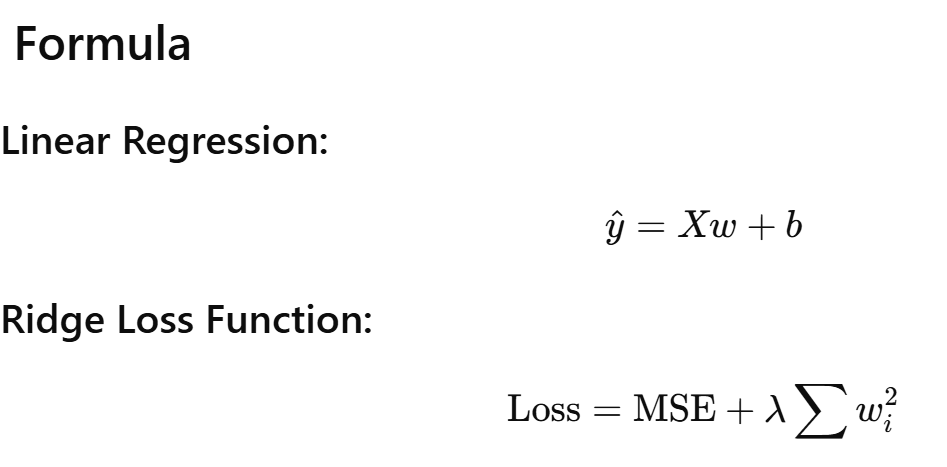 Formula
Linear Regression:
ŷ = Xw + b
Ridge Loss Function:
Loss = MSE + λ ∑ w_i^2